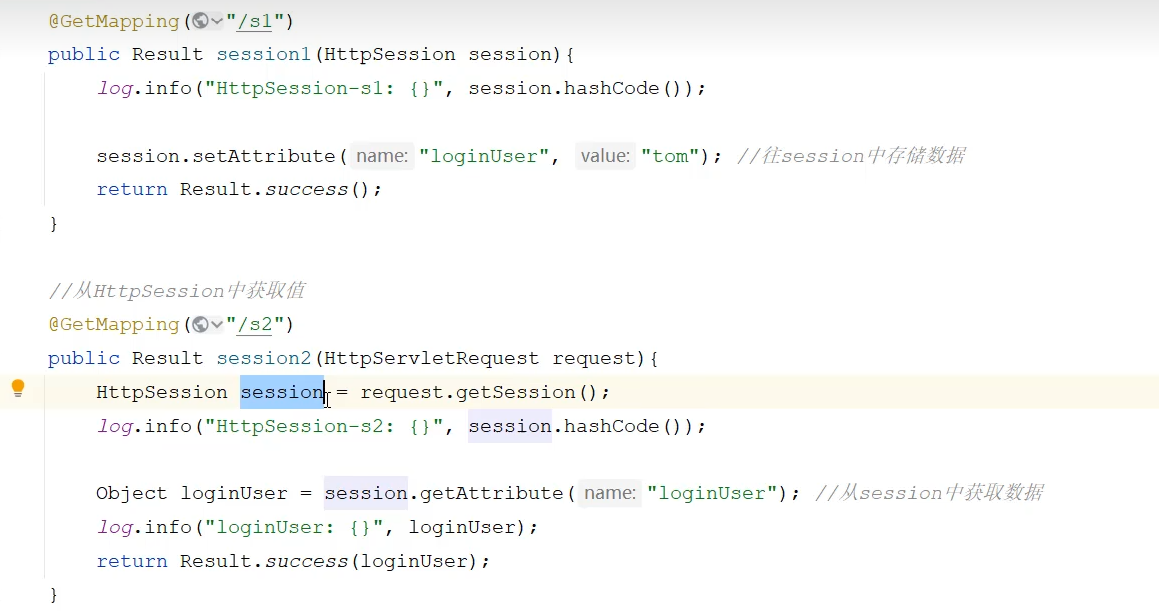 @GetMapping("/s1")
public Result session1(HttpSession session){
log.info("HttpSession-s1: {}", session.hashCode());
session.setAttribute( name: "loginUser", value: "tom"); //往session中存储数据
return Result.success();
}
//从HttpSession中获取值
@GetMapping("/s2")
public Result session2(HttpServletRequest request){
HttpSession session = request.getSession();
log.info("HttpSession-s2: {}", session.hashCode());
Object loginUser = session.getAttribute( name: "loginUser"); //从session中获取数据
log.info("loginUser: {}", loginUser);
return Result.success(loginUser);
}